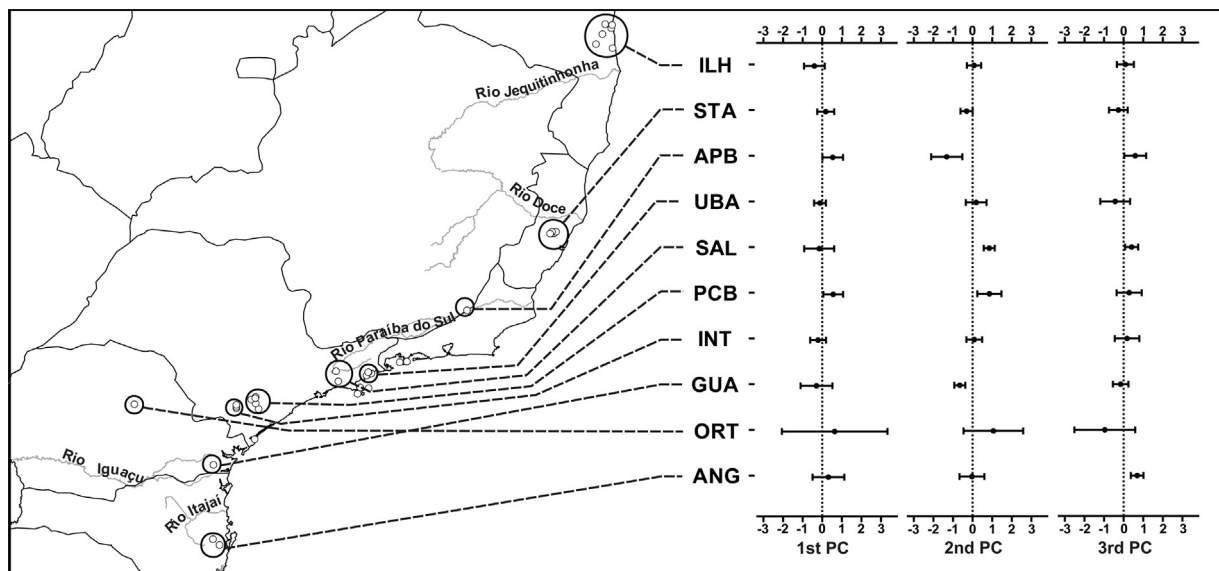 -3 -2 -1 0 1 2 3 -3 -2 -1 0 1 2 3 -3 -2 -1 0 1 2 3
ILH
Rio Jequitinhonha
STA
APB
Rio Doce
UBA
SAL
PCB
Rio Paraíba do Sul
INT
GUA
ORT
Rio Iguaçu
ANG
Rio Itajaí
-3 -2 -1 0 1 2 3 -3 -2 -1 0 1 2 3 -3 -2 -1 0 1 2 3
1st PC 2nd PC 3rd PC